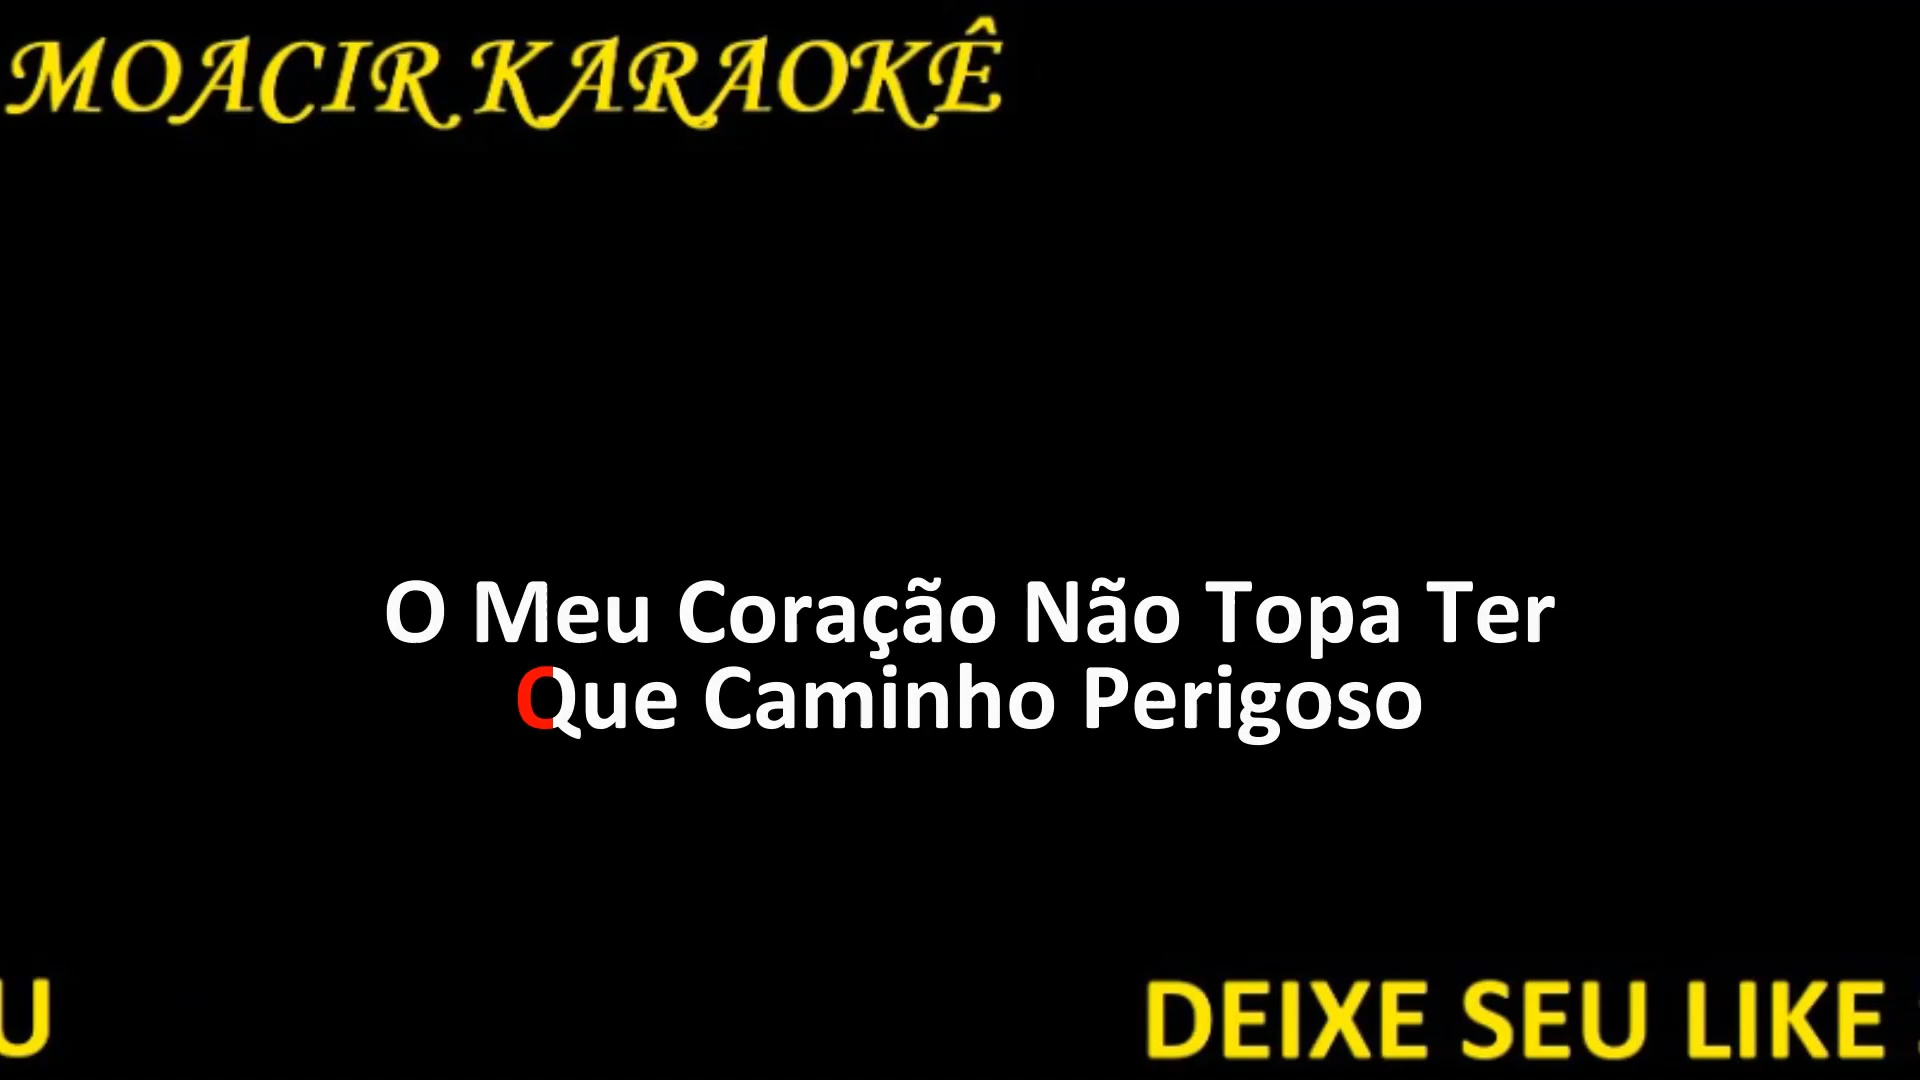 MOACIR KARAOKÊ
O Meu Coração Não Topa Ter
Que Caminho Perigoso
U DEIXE SEU LIKE